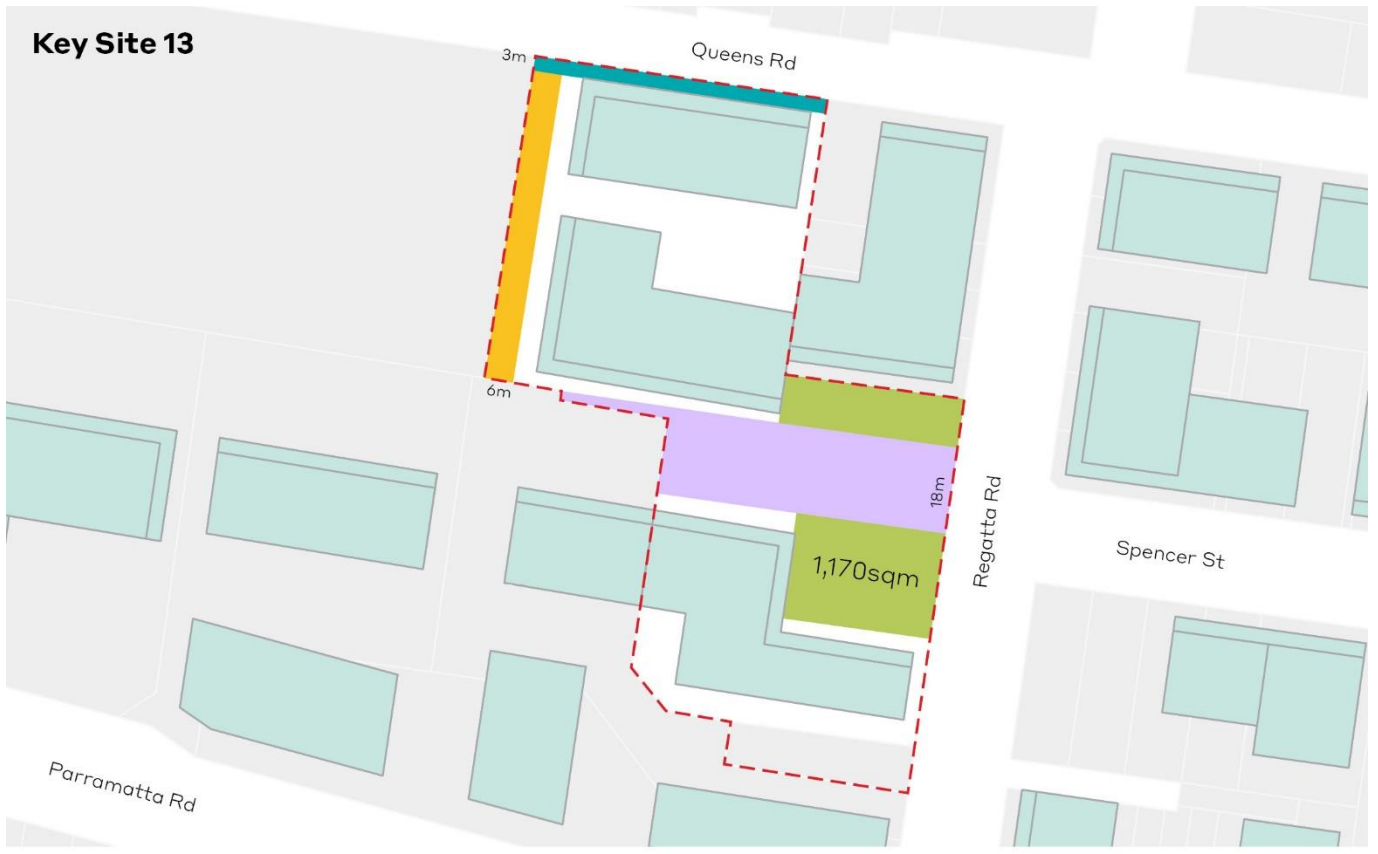 Key Site 13
3m
Queens Rd
6m
18m
Regatta Rd
Spencer St
1,170sqm
Parramatta Rd